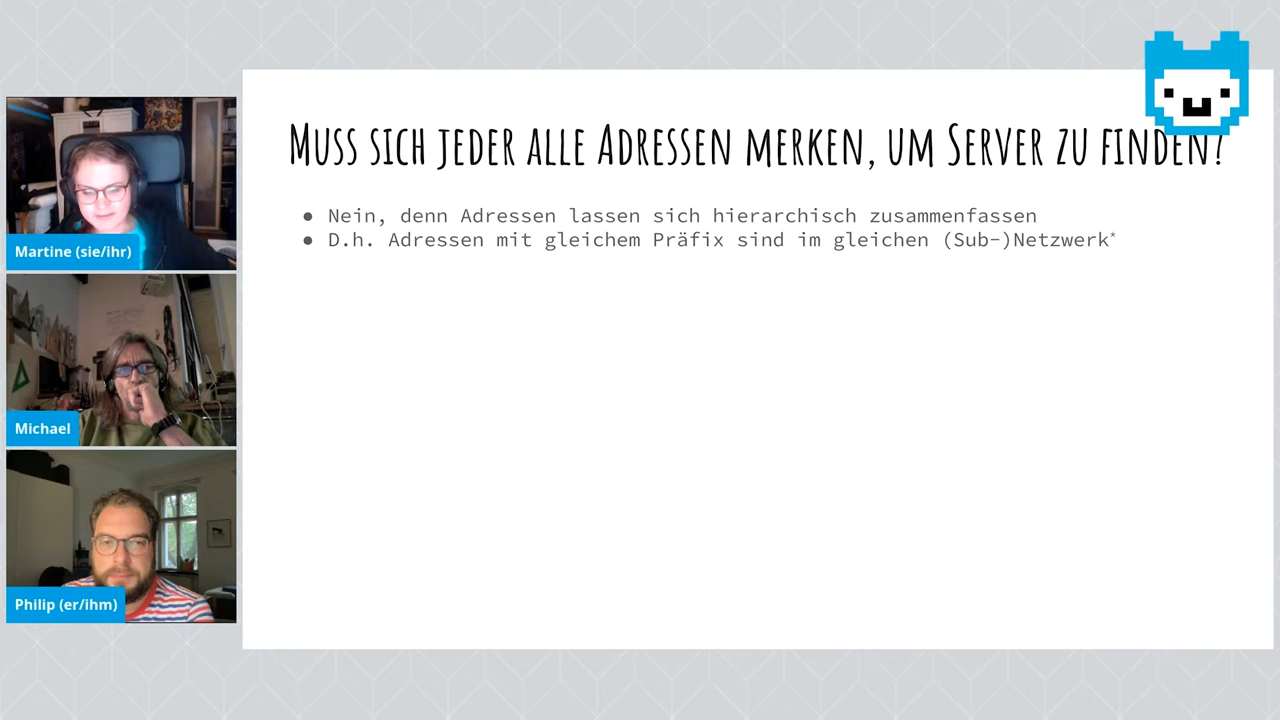 MUSS SICH JEDER ALLE ADRESSEN MERKEN, UM SERVER ZU FINDEN?
● Nein, denn Adressen lassen sich hierarchisch zusammenfassen
● D.h. Adressen mit gleichem Präfix sind im gleichen (Sub-)Netzwerk*
Martine (sie/ihr)
Michael
Philip (er/ihm)